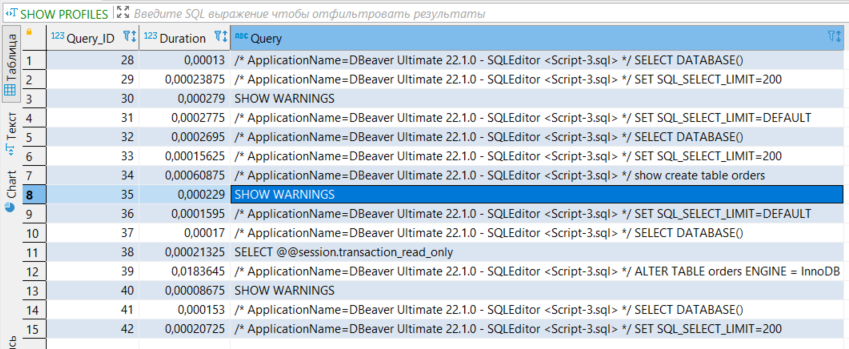 SHOW PROFILES Введите SQL выражение чтобы отфильтровать результаты
Таблица
Текст
Chart
123 Query_ID 123 Duration ABC Query
1 28 0,00013 /* ApplicationName=DBeaver Ultimate 22.1.0 - SQLEditor <Script-3.sql> */ SELECT DATABASE()
2 29 0,00023875 /* ApplicationName=DBeaver Ultimate 22.1.0 - SQLEditor <Script-3.sql> */ SET SQL_SELECT_LIMIT=200
3 30 0,000279 SHOW WARNINGS
4 31 0,0002775 /* ApplicationName=DBeaver Ultimate 22.1.0 - SQLEditor <Script-3.sql> */ SET SQL_SELECT_LIMIT=DEFAULT
5 32 0,0002695 /* ApplicationName=DBeaver Ultimate 22.1.0 - SQLEditor <Script-3.sql> */ SELECT DATABASE()
6 33 0,00015625 /* ApplicationName=DBeaver Ultimate 22.1.0 - SQLEditor <Script-3.sql> */ SET SQL_SELECT_LIMIT=200
7 34 0,00060875 /* ApplicationName=DBeaver Ultimate 22.1.0 - SQLEditor <Script-3.sql> */ show create table orders
8 35 0,000229 SHOW WARNINGS
9 36 0,0001595 /* ApplicationName=DBeaver Ultimate 22.1.0 - SQLEditor <Script-3.sql> */ SET SQL_SELECT_LIMIT=DEFAULT
10 37 0,00017 /* ApplicationName=DBeaver Ultimate 22.1.0 - SQLEditor <Script-3.sql> */ SELECT DATABASE()
11 38 0,00021325 SELECT @@session.transaction_read_only
12 39 0,0183645 /* ApplicationName=DBeaver Ultimate 22.1.0 - SQLEditor <Script-3.sql> */ ALTER TABLE orders ENGINE = InnoDB
13 40 0,00008675 SHOW WARNINGS
14 41 0,000153 /* ApplicationName=DBeaver Ultimate 22.1.0 - SQLEditor <Script-3.sql> */ SELECT DATABASE()
15 42 0,00020725 /* ApplicationName=DBeaver Ultimate 22.1.0 - SQLEditor <Script-3.sql> */ SET SQL_SELECT_LIMIT=200